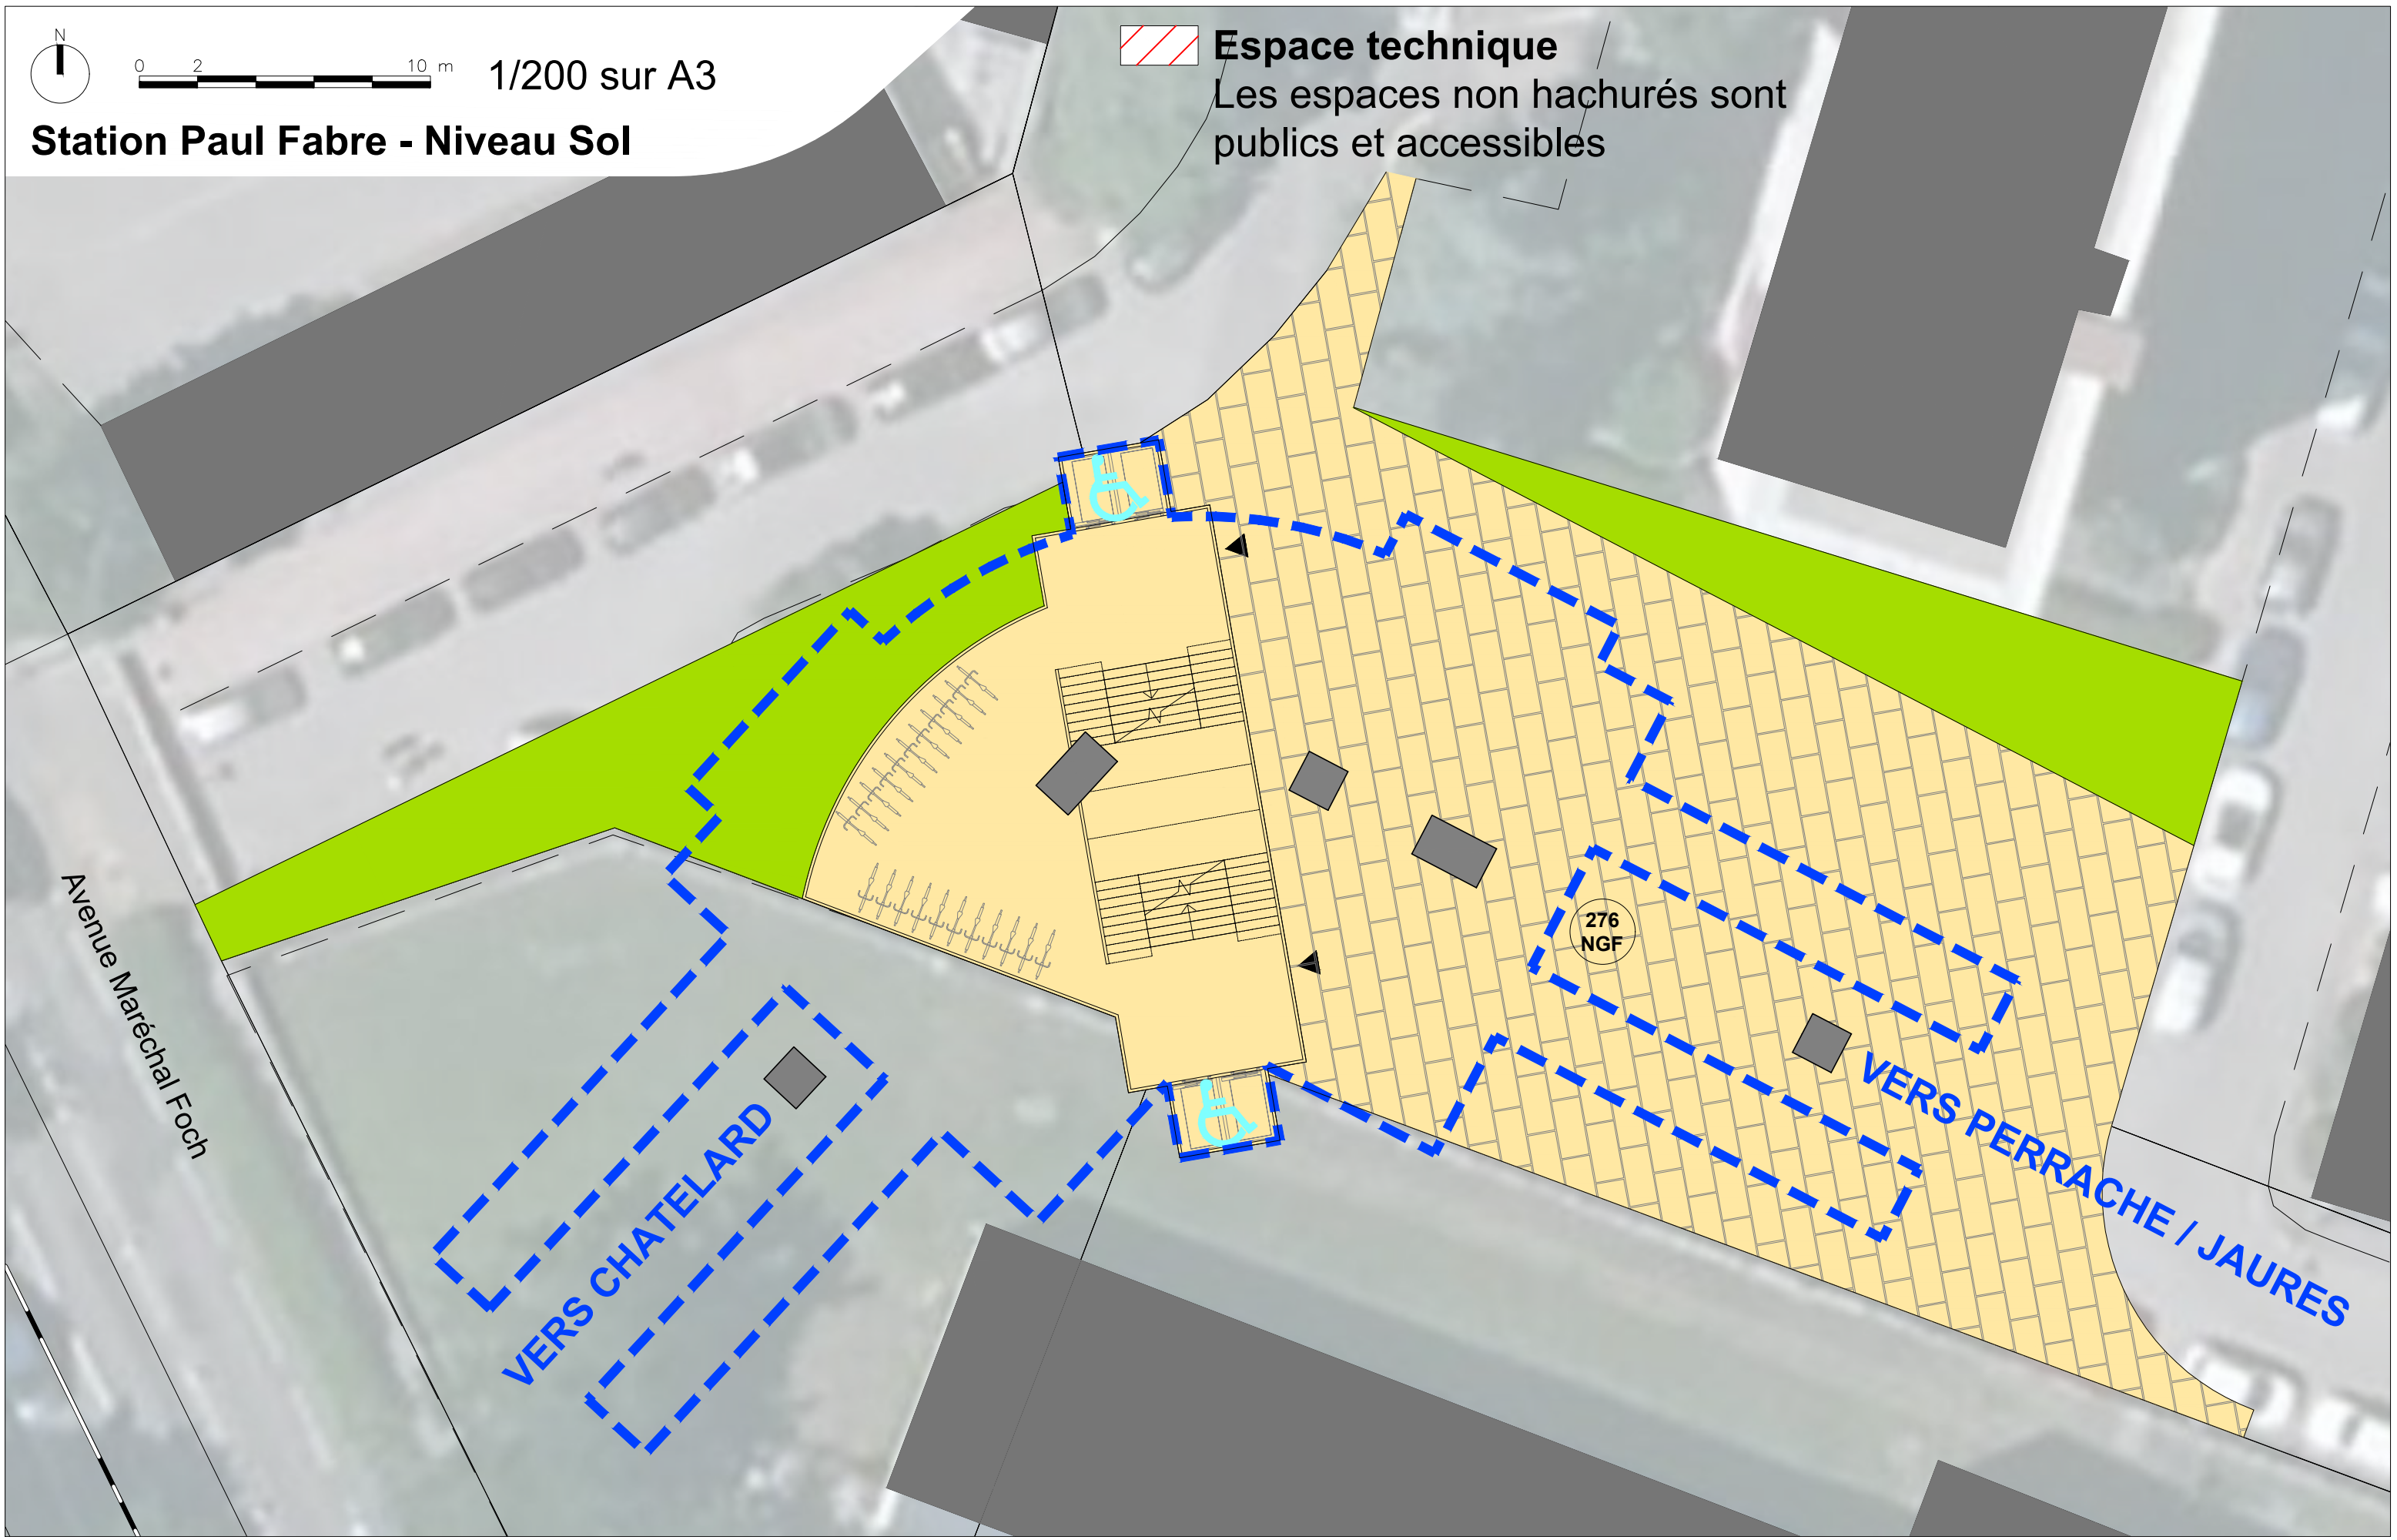 N
0 2 10 m
1/200 sur A3
Station Paul Fabre - Niveau Sol
Espace technique
Les espaces non hachurés sont
publics et accessibles
276
NGF
Avenue Maréchal Foch
VERS CHATELARD
VERS PERRACHE / JAURES